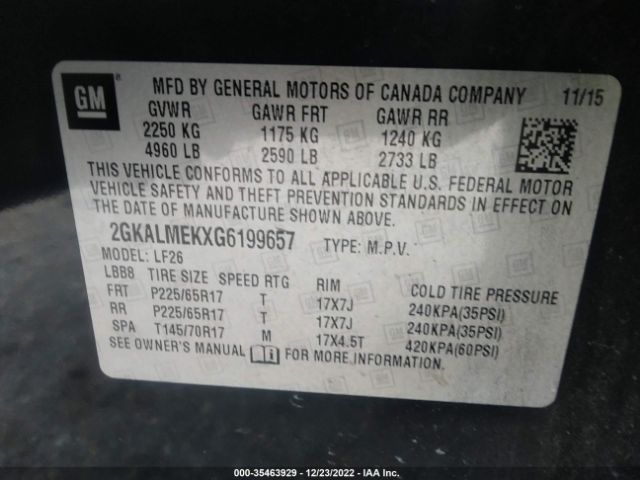 GM ®
MFD BY GENERAL MOTORS OF CANADA COMPANY 11/15
GVWR GAWR FRT GAWR RR
2250 KG 1175 KG 1240 KG
4960 LB 2590 LB 2733 LB
THIS VEHICLE CONFORMS TO ALL APPLICABLE U.S. FEDERAL MOTOR
VEHICLE SAFETY AND THEFT PREVENTION STANDARDS IN EFFECT ON
THE DATE OF MANUFACTURE SHOWN ABOVE.
2GKALMEKXG6199657 TYPE: M.P.V.
MODEL: LF26
LBB8 TIRE SIZE SPEED RTG RIM COLD TIRE PRESSURE
FRT P225/65R17 T 17X7J 240KPA(35PSI)
RR P225/65R17 T 17X7J 240KPA(35PSI)
SPA T145/70R17 M 17X4.5T 420KPA(60PSI)
SEE OWNER'S MANUAL FOR MORE INFORMATION.
000-35463929 - 12/23/2022 - IAA Inc.